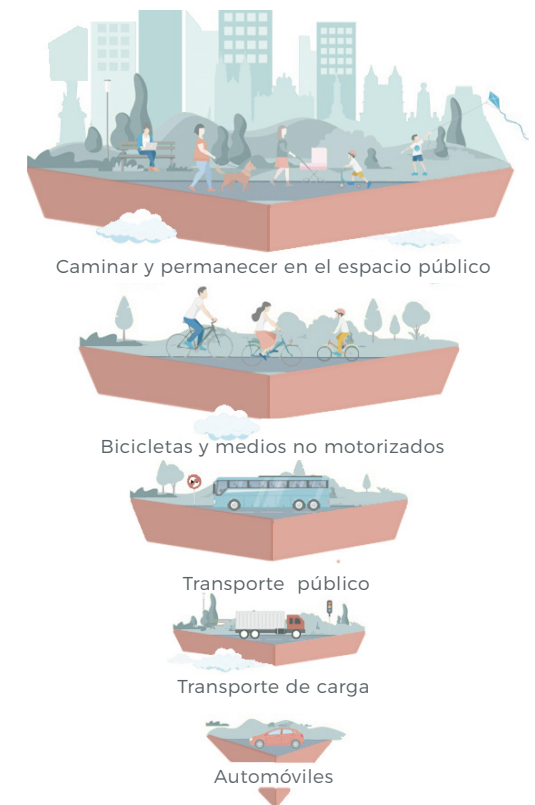 Caminar y permanecer en el espacio público
Bicicletas y medios no motorizados
Transporte público
Transporte de carga
Automóviles